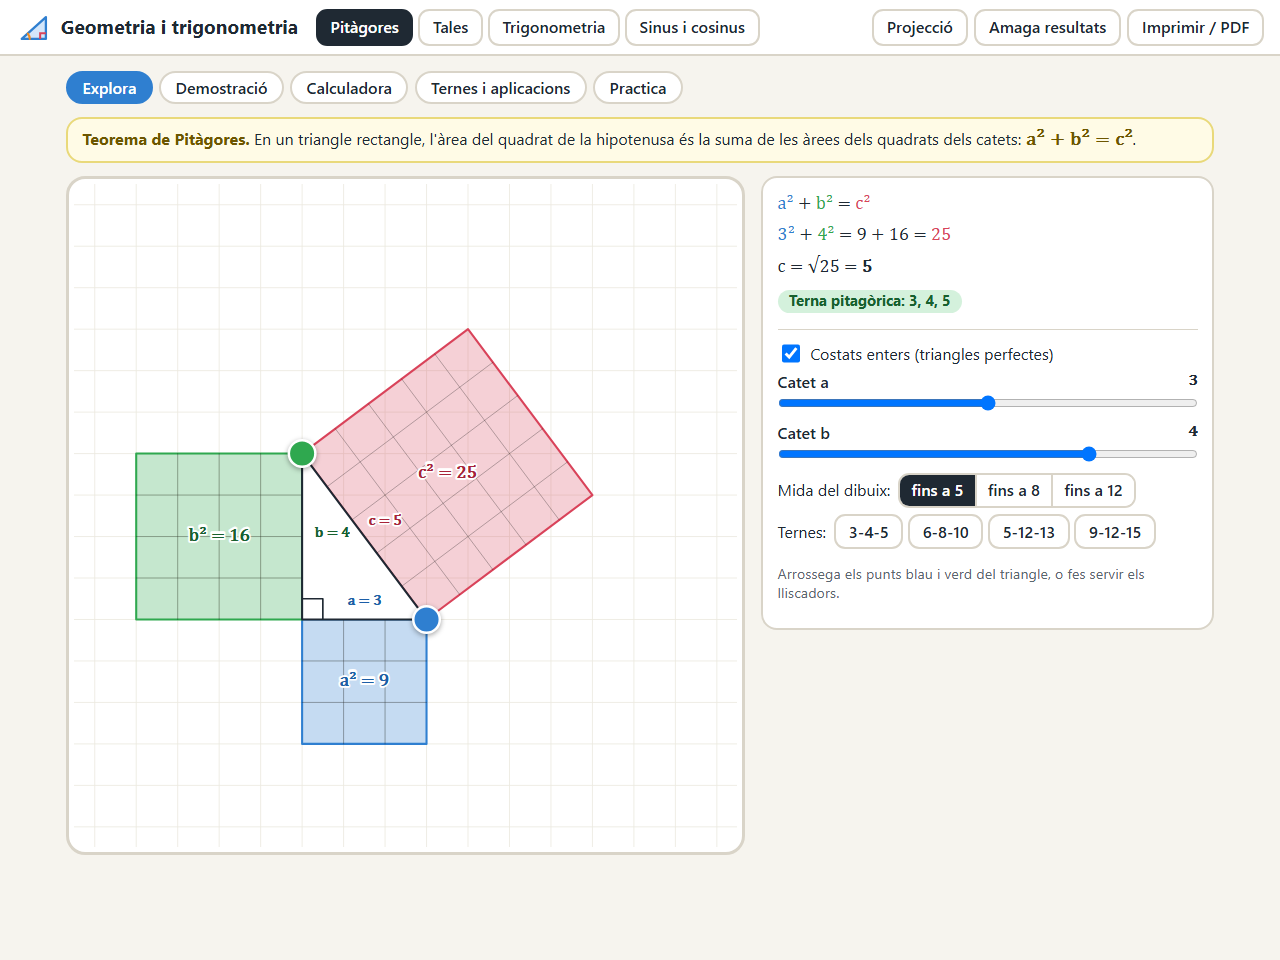 Geometria i trigonometria
Pitàgores
Tales
Trigonometria
Sinus i cosinus
Projecció
Amaga resultats
Imprimir / PDF
Explora
Demostració
Calculadora
Ternes i aplicacions
Practica
Teorema de Pitàgores. En un triangle rectangle, l'àrea del quadrat de la hipotenusa és la suma de les àrees dels quadrats dels catets: a² + b² = c².
c² = 25
c = 5
b² = 16
b = 4
a = 3
a² = 9
a² + b² = c²
3² + 4² = 9 + 16 = 25
c = √25 = 5
Terna pitagòrica: 3, 4, 5
Costats enters (triangles perfectes)
Catet a 3
Catet b 4
Mida del dibuix: fins a 5 fins a 8 fins a 12
Ternes: 3-4-5 6-8-10 5-12-13 9-12-15
Arrossega els punts blau i verd del triangle, o fes servir els
lliscadors.